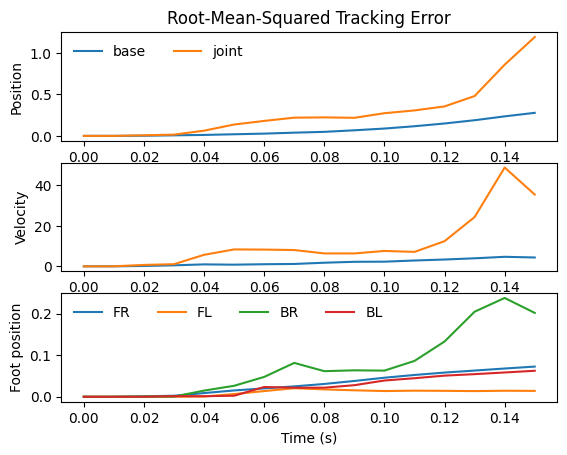 Root-Mean-Squared Tracking Error
Position
1.0
0.5
0.0
base
joint
0.00 0.02 0.04 0.06 0.08 0.10 0.12 0.14
Velocity
40
20
0
0.00 0.02 0.04 0.06 0.08 0.10 0.12 0.14
Foot position
0.2
0.1
0.0
FR
FL
BR
BL
0.00 0.02 0.04 0.06 0.08 0.10 0.12 0.14
Time (s)